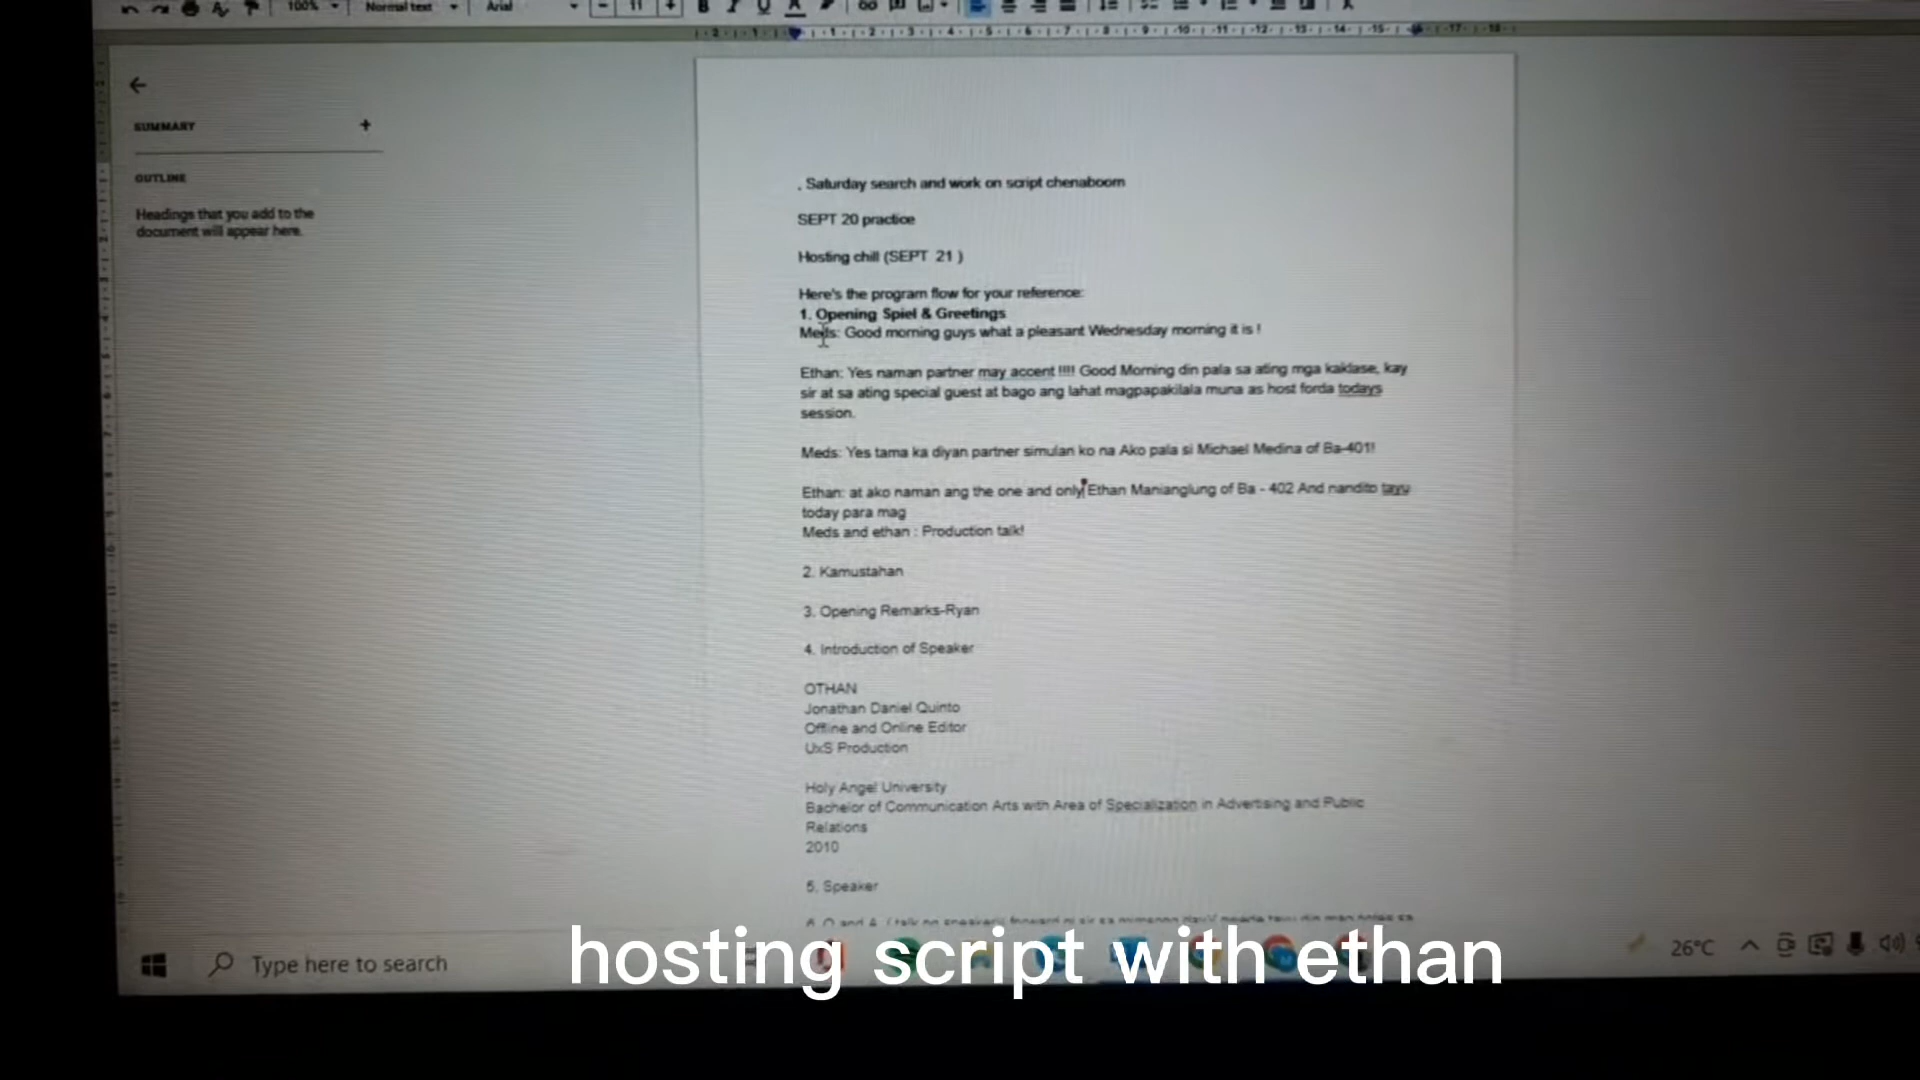 100%
Normal text
Arial
11
SUMMARY
OUTLINE
Headings that you add to the
document will appear here.
. Saturday search and work on script chenaboom
SEPT 20 practice
Hosting chill (SEPT 21 )
Here's the program flow for your reference:
1. Opening Spiel & Greetings
Meds: Good morning guys what a pleasant Wednesday morning it is !
Ethan: Yes naman partner may accent !!!! Good Morning din pala sa ating mga kaklase, kay
sir at sa ating special guest at bago ang lahat magpapakilala muna as host forda todays
session.
Meds: Yes tama ka diyan partner simulan ko na Ako pala si Michael Medina of Ba-401!
Ethan: at ako naman ang the one and only Ethan Manianglung of Ba - 402 And nandito tayu
today para mag
Meds and ethan : Production talk!
2. Kamustahan
3. Opening Remarks-Ryan
4. Introduction of Speaker
OTHAN
Jonathan Daniel Quinto
Offline and Online Editor
UxS Production
Holy Angel University
Bachelor of Communication Arts with Area of Specialization in Advertising and Public
Relations
2010
5. Speaker
hosting script with ethan
Type here to search
26°C